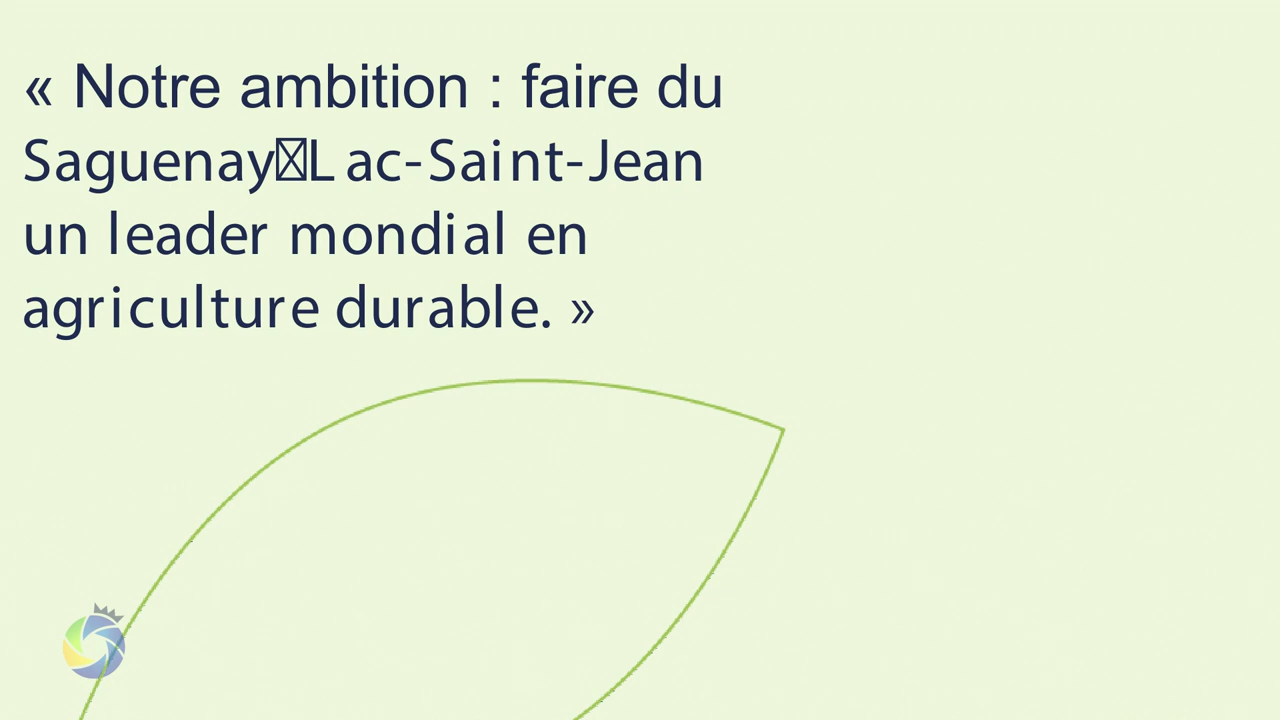 « Notre ambition : faire du
Saguenay␇Lac-Saint-Jean
un leader mondial en
agriculture durable. »